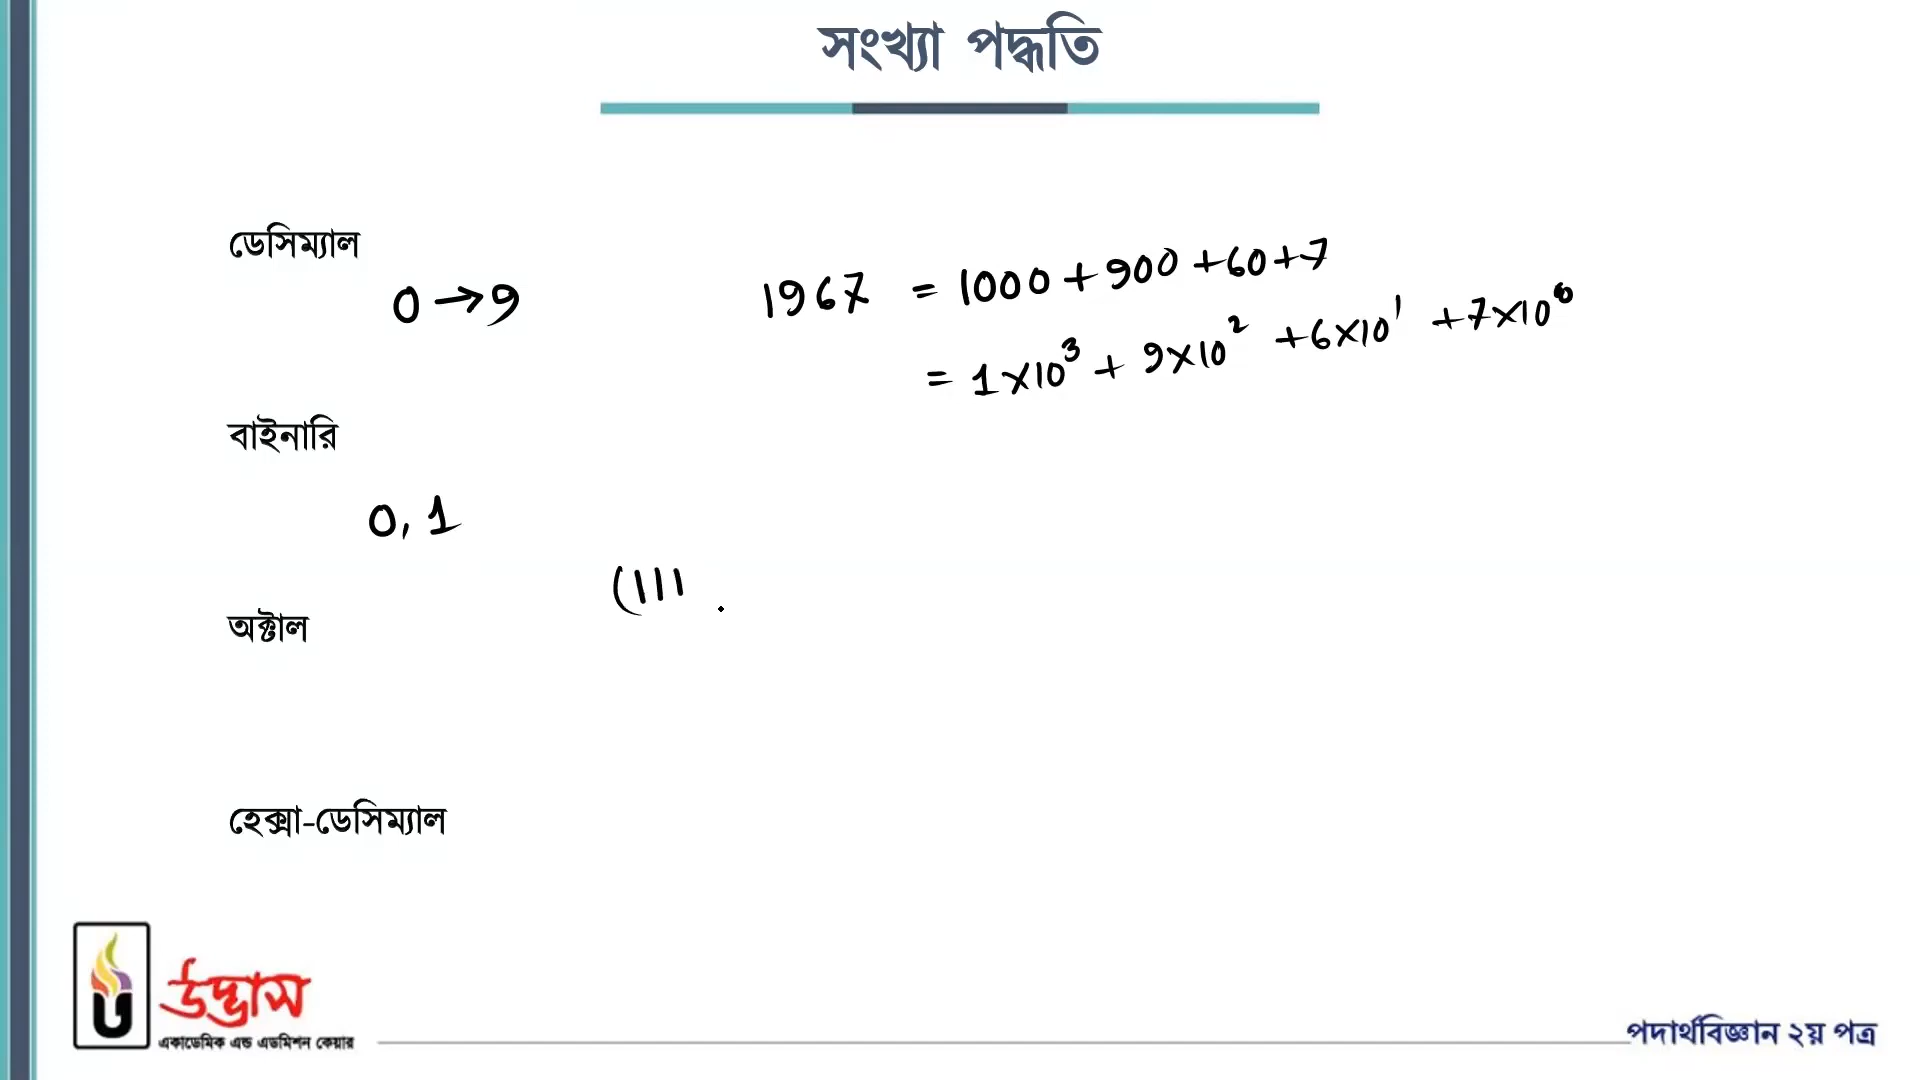 সংখ্যা পদ্ধতি
ডেসিম্যাল
0 → 9
1967 = 1000 + 900 + 60 + 7
= 1×10³ + 9×10² + 6×10¹ + 7×10⁰
বাইনারি
0, 1
(111 .
অক্টাল
হেক্সা-ডেসিম্যাল
উদ্ভাস
একাডেমিক এন্ড এডমিশন কেয়ার
পদার্থবিজ্ঞান ২য় পত্র